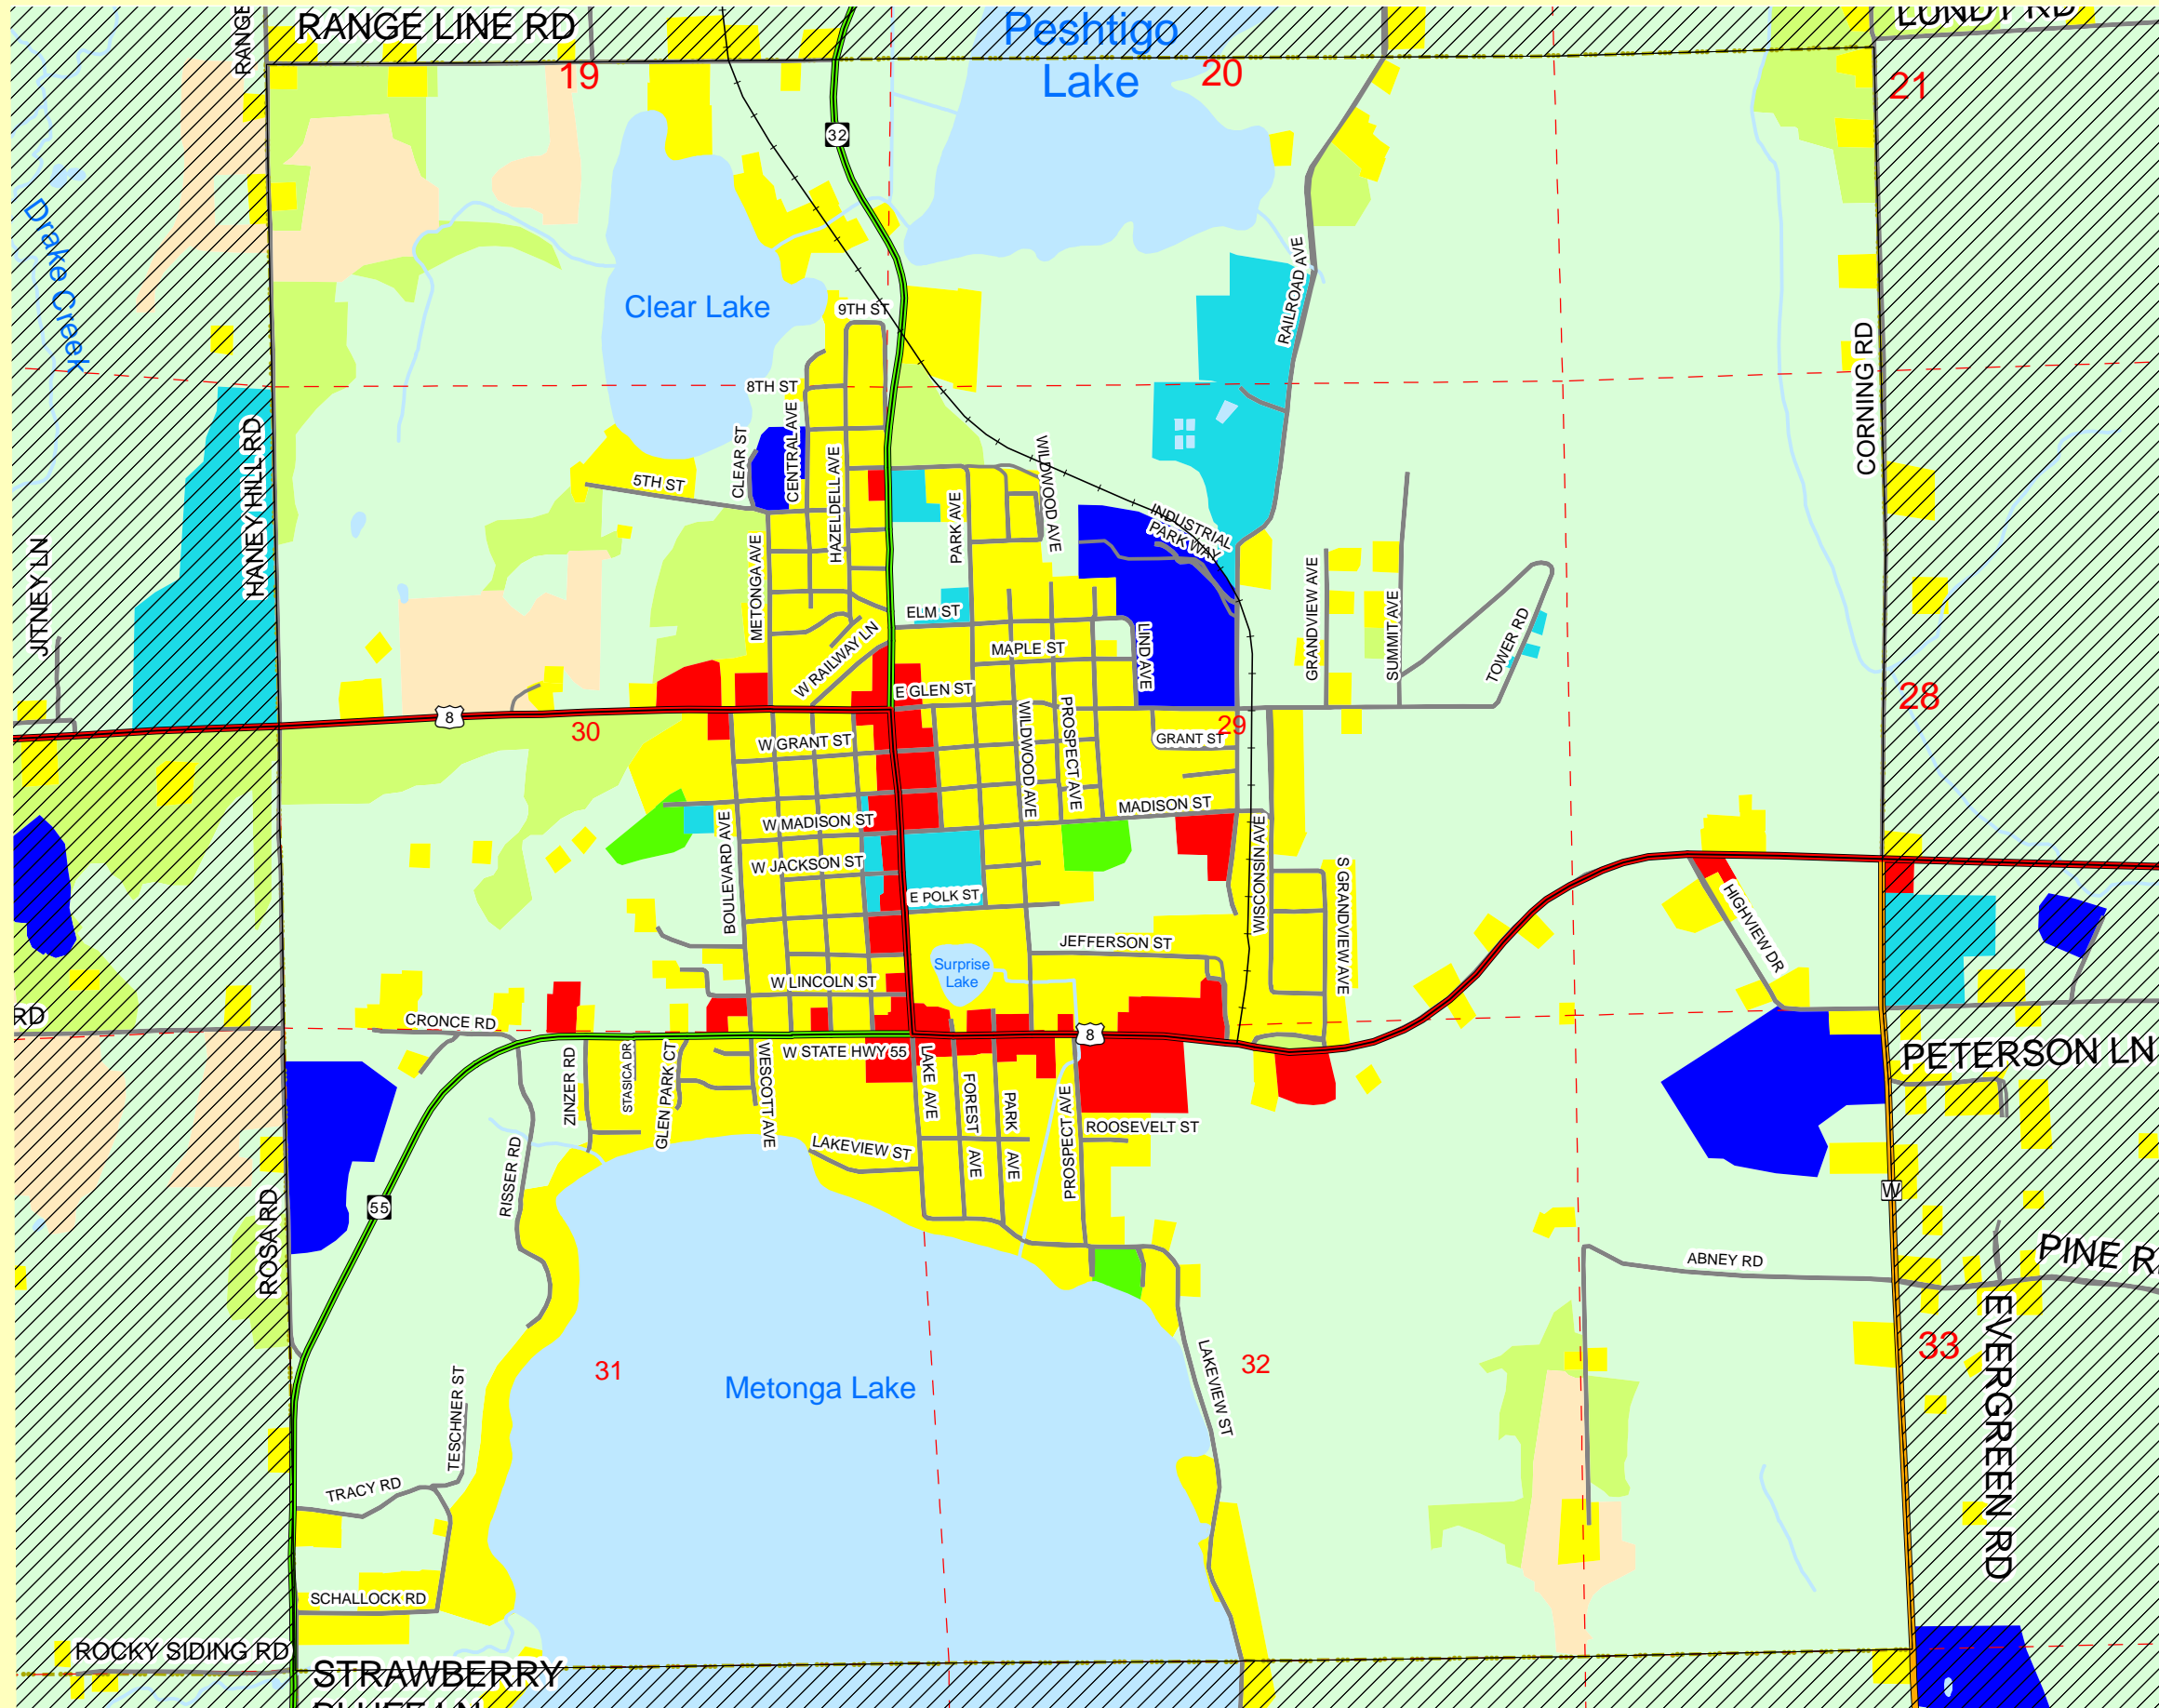 RANGE LINE RD
RANGE
Peshtigo
Lake
LUNDY RD
19
20
21
32
Drake Creek
Clear Lake
9TH ST
RAILROAD AVE
8TH ST
CORNING RD
CLEAR ST
CENTRAL AVE
HAZELDELL AVE
5TH ST
PARK AVE
WILDWOOD AVE
INDUSTRIAL
PARK WAY
HANEY HILL RD
JITNEY LN
METONGA AVE
ELM ST
MAPLE ST
LIND AVE
GRANDVIEW AVE
SUMMIT AVE
TOWER RD
W RAILWAY LN
E GLEN ST
8
30
29
28
W GRANT ST
WILDWOOD AVE
PROSPECT AVE
GRANT ST
MADISON ST
W MADISON ST
BOULEVARD AVE
W JACKSON ST
E POLK ST
WISCONSIN AVE
S GRANDVIEW AVE
HIGHVIEW DR
JEFFERSON ST
Surprise
Lake
W LINCOLN ST
RD
CRONCE RD
8
W STATE HWY 55
PETERSON LN
ZINZER RD
STASICA DR
GLEN PARK CT
WESCOTT AVE
LAKE AVE
FOREST AVE
PARK AVE
PROSPECT AVE
ROOSEVELT ST
LAKEVIEW ST
RISSER RD
ROSA RD
55
W
ABNEY RD
PINE R
31
32
33
Metonga Lake
LAKEVIEW ST
EVERGREEN RD
TESCHNER ST
TRACY RD
SCHALLOCK RD
ROCKY SIDING RD
STRAWBERRY
BLUFF LN